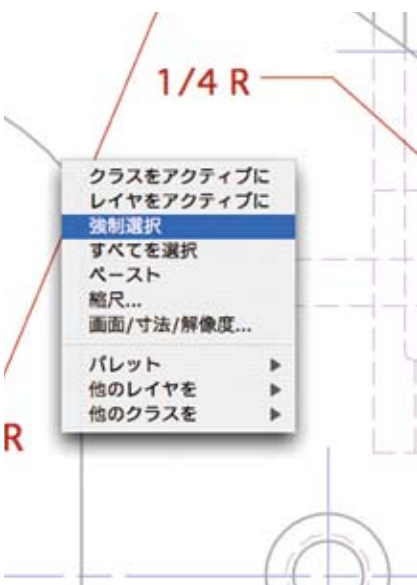 1/4 R
クラスをアクティブに
レイヤをアクティブに
強制選択
すべてを選択
ペースト
縮尺...
画面/寸法/解像度...
パレット
他のレイヤを
他のクラスを
R